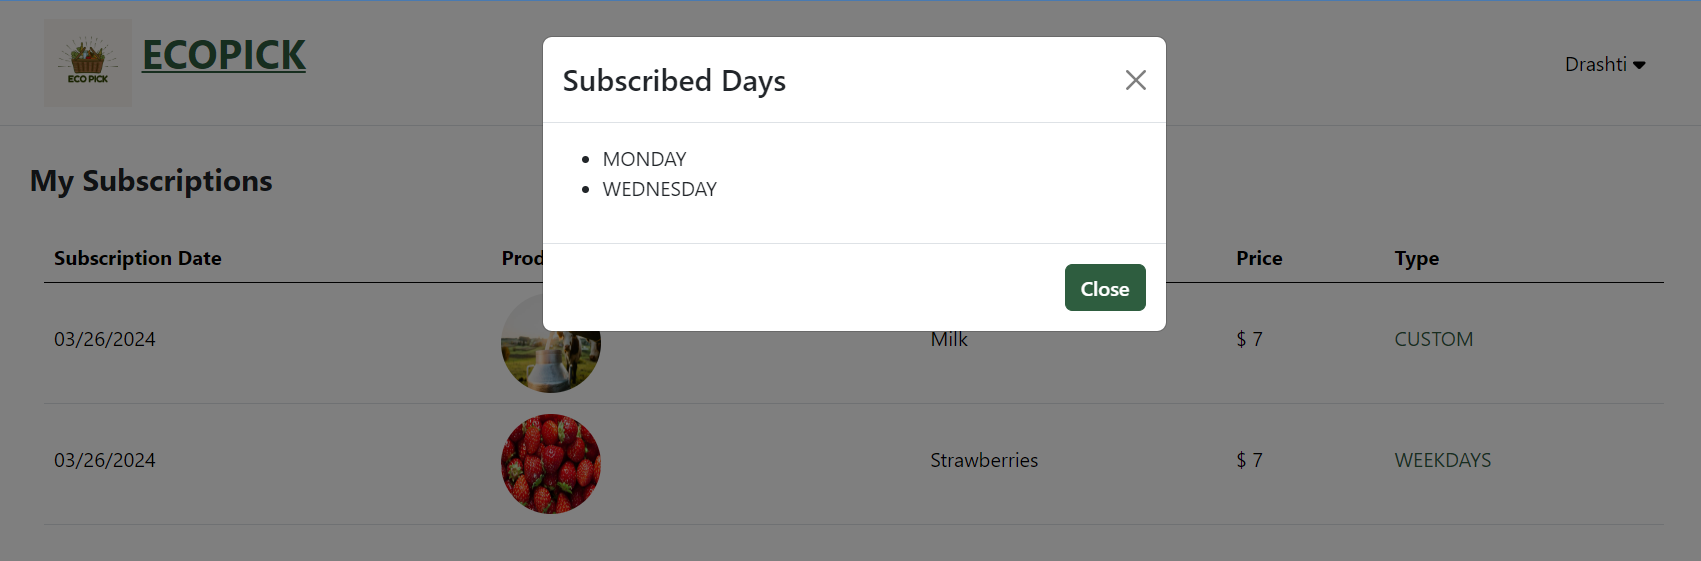 ECO PICK
ECOPICK
Drashti
Subscribed Days
MONDAY
WEDNESDAY
Close
My Subscriptions
Subscription Date Prod Price Type
03/26/2024 Milk $ 7 CUSTOM
03/26/2024 Strawberries $ 7 WEEKDAYS